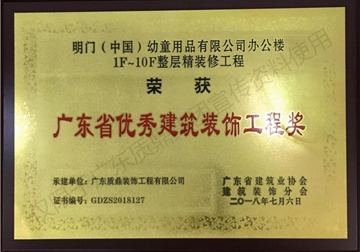 明门（中国）幼童用品有限公司办公楼
1F~10F整层精装修工程
荣获
广东省优秀建筑装饰工程奖
承建单位：广东质鼎装饰工程有限公司
证书编号：GDZS2018127
广东省建筑业协会
建筑装饰分会
二〇一八年七月六日